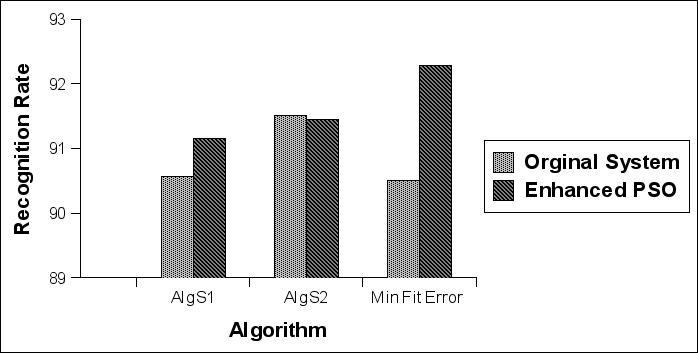 93
92
91
90
89
Recognition Rate
AlgS1 AlgS2 Min Fit Error
Algorithm
Orginal System
Enhanced PSO